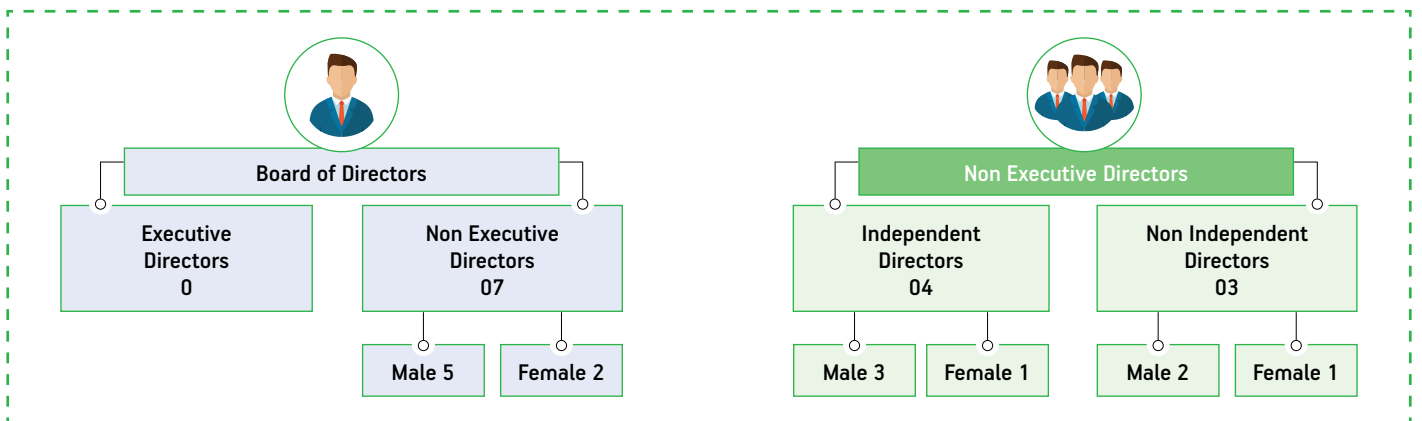 Board of Directors
Executive
Directors
0
Non Executive
Directors
07
Male 5
Female 2
Non Executive Directors
Independent
Directors
04
Non Independent
Directors
03
Male 3
Female 1
Male 2
Female 1